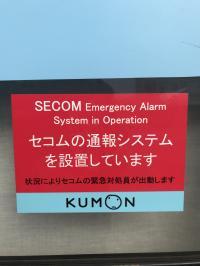 SECOM Emergency Alarm
System in Operation
セコムの通報システム
を設置しています
状況によりセコムの緊急対処員が出動します
KUMON